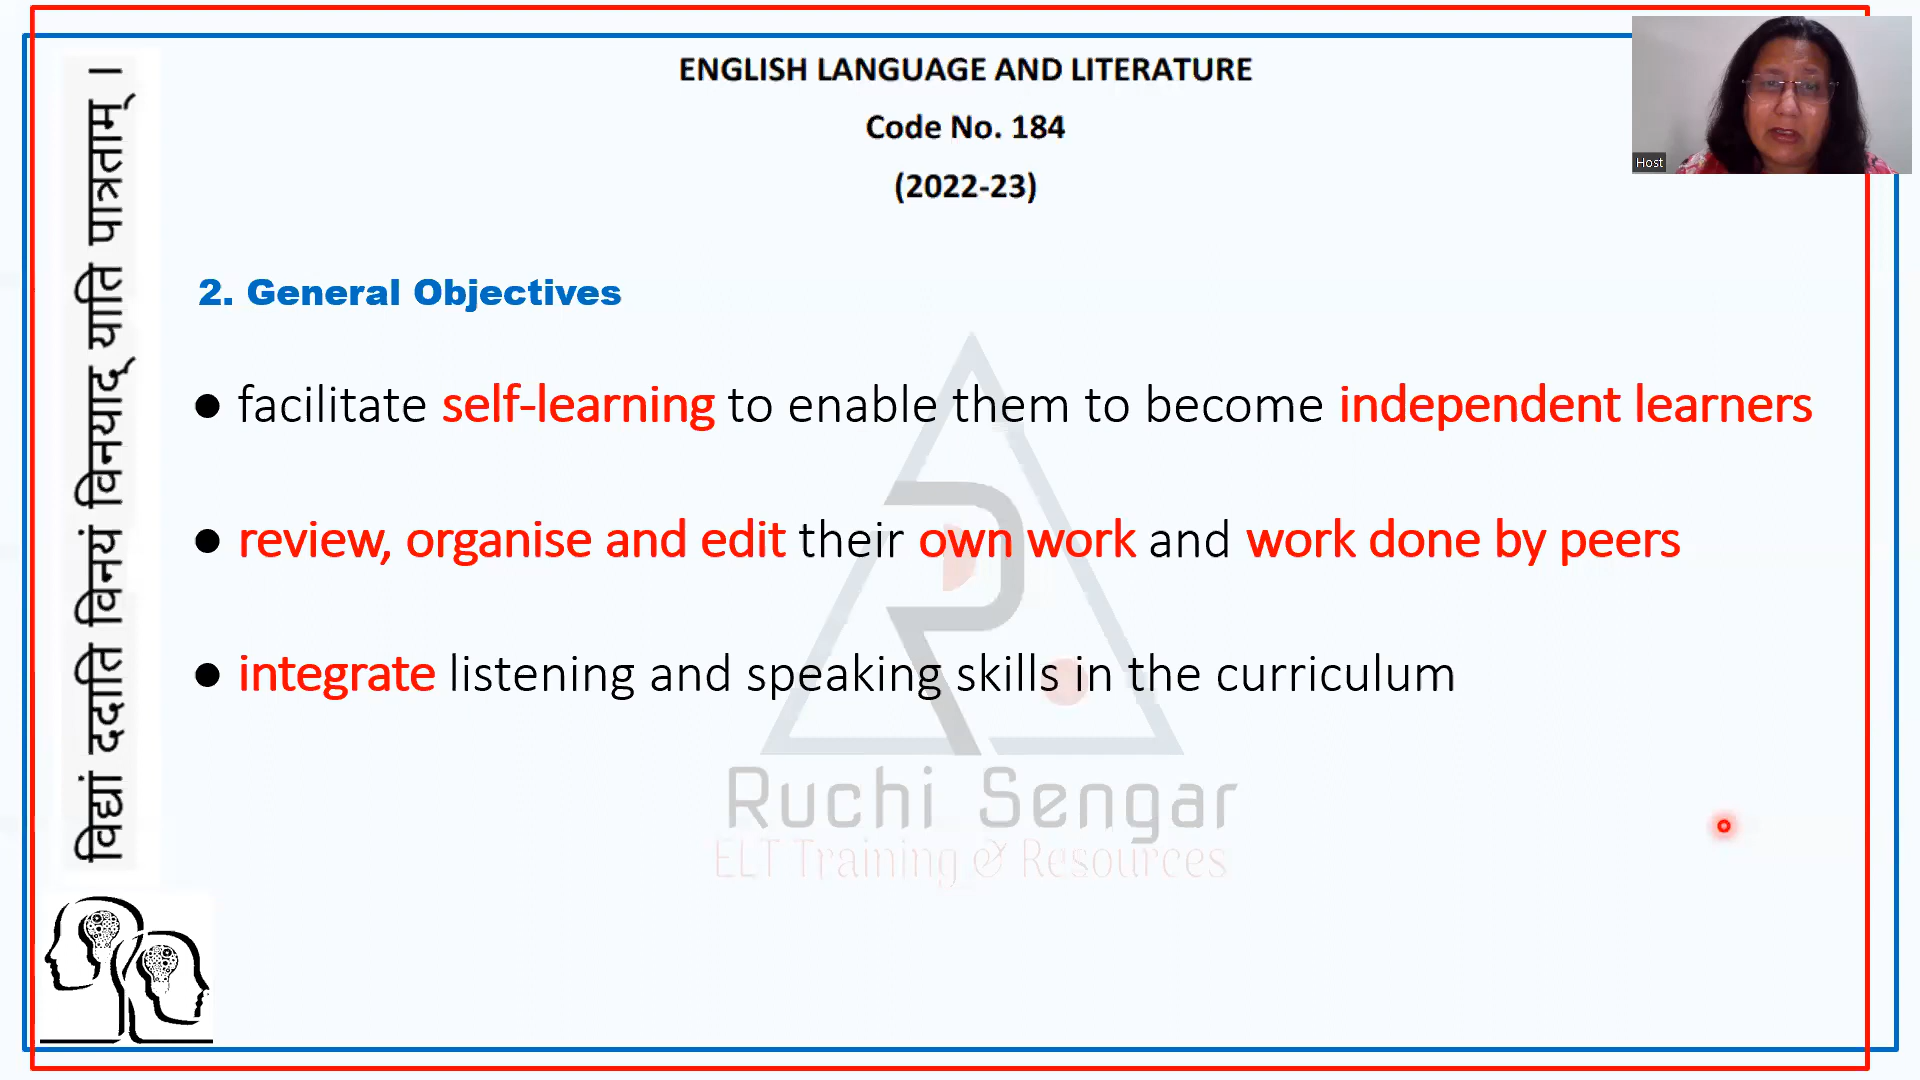 ENGLISH LANGUAGE AND LITERATURE
Code No. 184
(2022-23)
Host
विद्यां ददाति विनयं विनयाद् याति पात्रताम् ।
2. General Objectives
● facilitate self-learning to enable them to become independent learners
● review, organise and edit their own work and work done by peers
● integrate listening and speaking skills in the curriculum
Ruchi Sengar
ELT Training & Resources